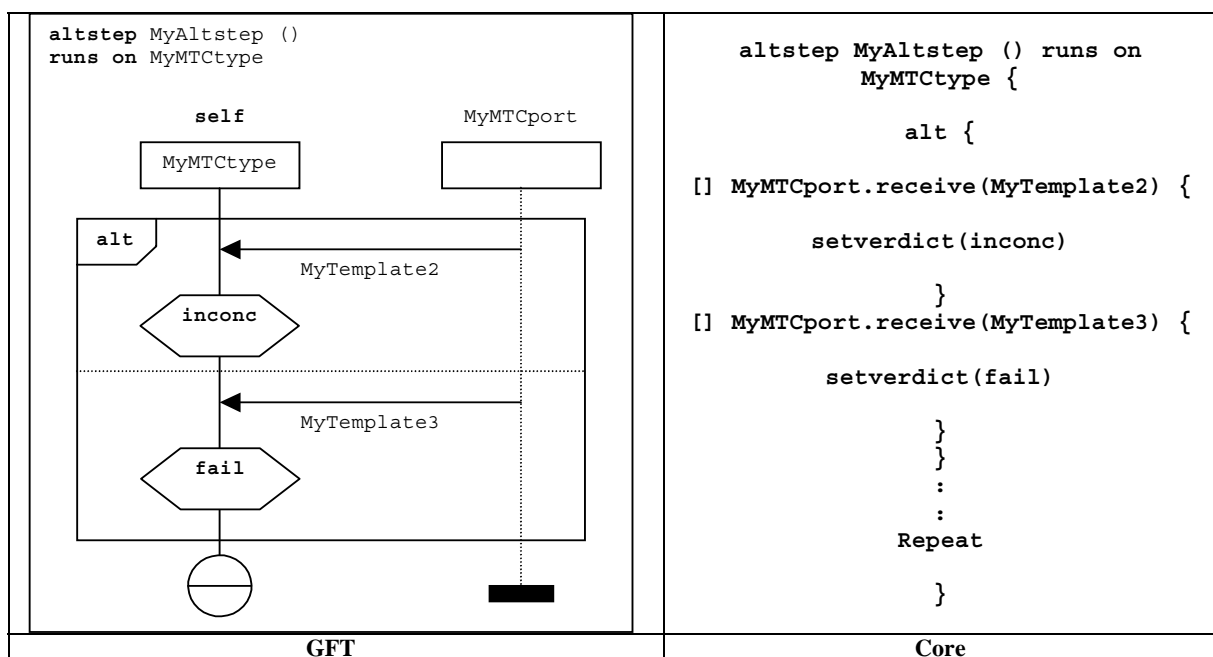 altstep MyAltstep ()
runs on MyMTCtype
self
MyMTCport
MyMTCtype
alt
MyTemplate2
inconc
MyTemplate3
fail
altstep MyAltstep () runs on
MyMTCtype {
alt {
[] MyMTCport.receive(MyTemplate2) {
setverdict(inconc)
}
[] MyMTCport.receive(MyTemplate3) {
setverdict(fail)
}
}
:
:
Repeat
}
GFT
Core